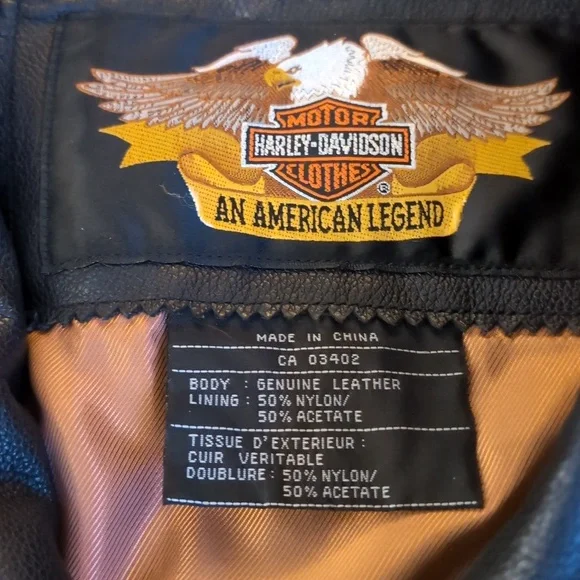 MOTOR
HARLEY-DAVIDSON
CLOTHES
®
AN AMERICAN LEGEND
MADE IN CHINA
CA 03402
BODY : GENUINE LEATHER
LINING : 50% NYLON/
50% ACETATE
TISSUE D'EXTERIEUR :
CUIR VERITABLE
DOUBLURE : 50% NYLON/
50% ACETATE